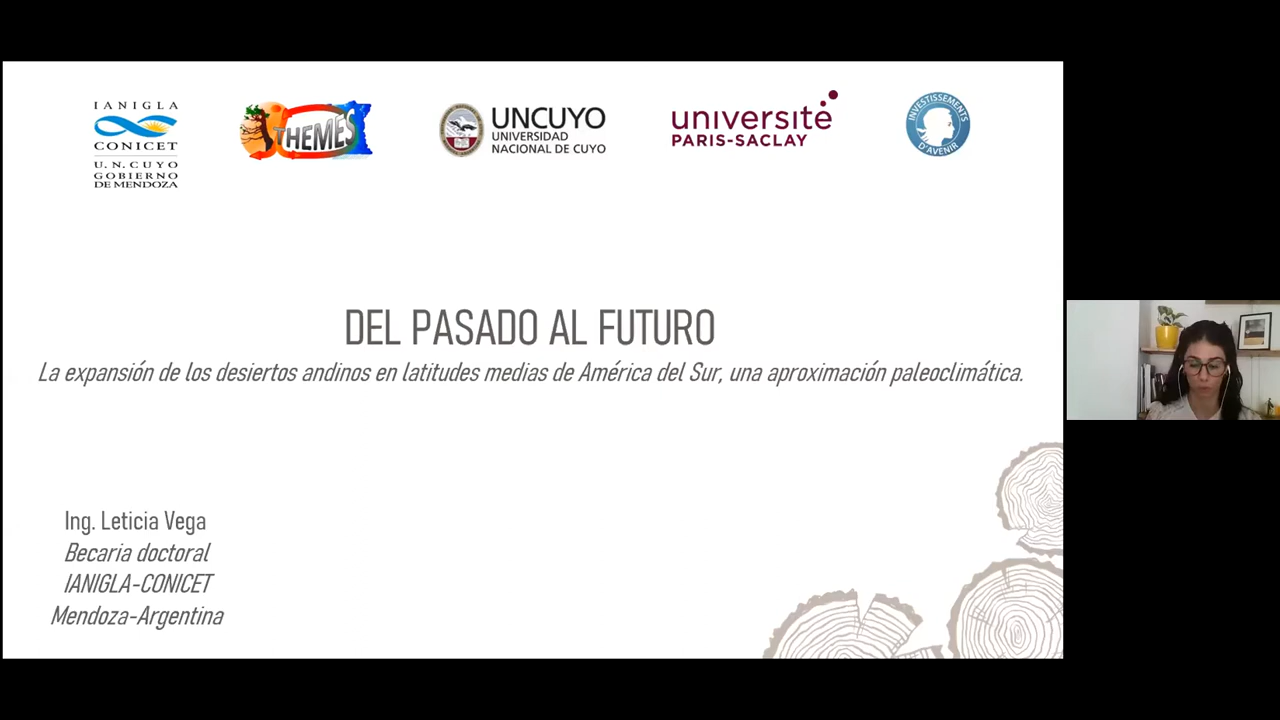 IANIGLA
CONICET
U.N.CUYO
GOBIERNO
DE MENDOZA
THEMES
UNCUYO
UNIVERSIDAD
NACIONAL DE CUYO
université
PARIS-SACLAY
INVESTISSEMENTS
D'AVENIR
DEL PASADO AL FUTURO
La expansión de los desiertos andinos en latitudes medias de América del Sur, una aproximación paleoclimática.
Ing. Leticia Vega
Becaria doctoral
IANIGLA-CONICET
Mendoza-Argentina